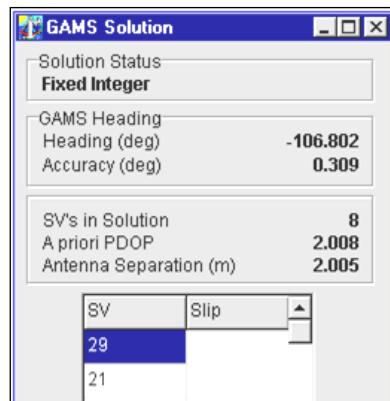 GAMS Solution
Solution Status
Fixed Integer
GAMS Heading
Heading (deg) -106.802
Accuracy (deg) 0.309
SV's in Solution 8
A priori PDOP 2.008
Antenna Separation (m) 2.005
SV Slip
29
21